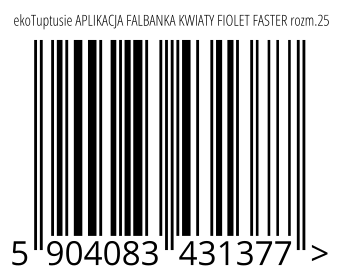 ekoTuptusie APLIKACJA FALBANKA KWIATY FIOLET FASTER rozm.25
5 904083 431377 >